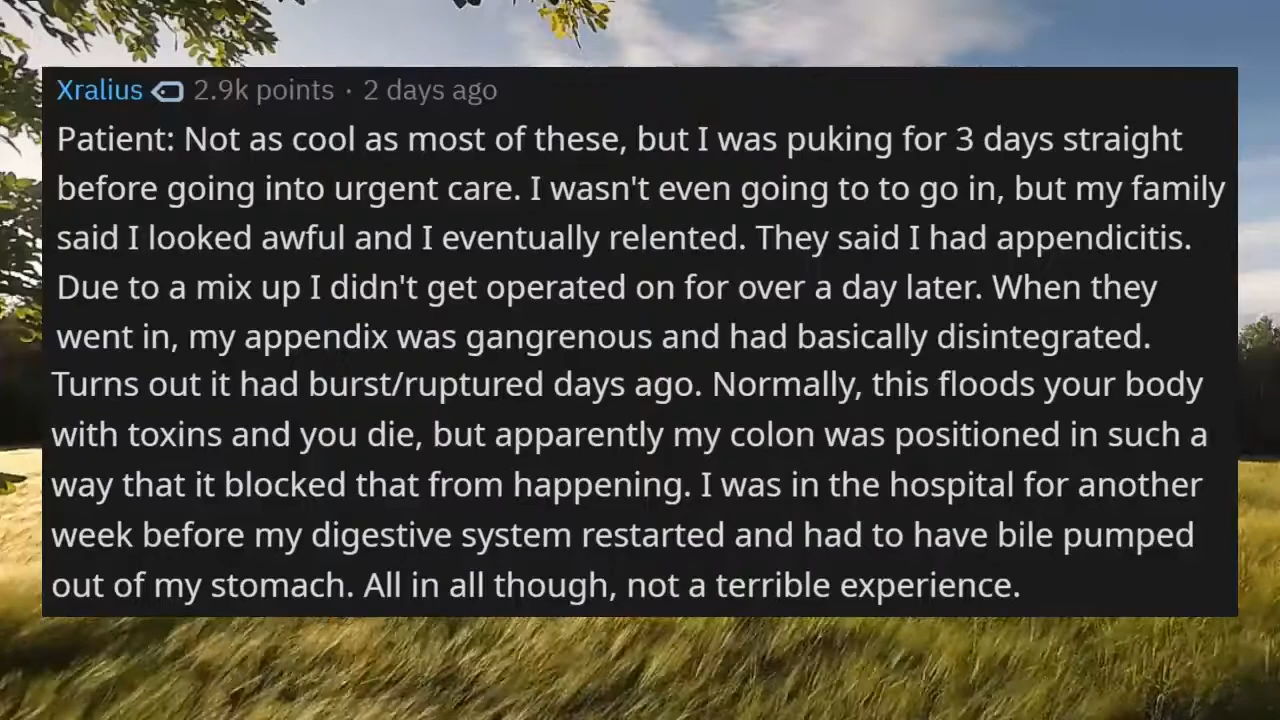 Xralius 2.9k points · 2 days ago
Patient: Not as cool as most of these, but I was puking for 3 days straight
before going into urgent care. I wasn't even going to to go in, but my family
said I looked awful and I eventually relented. They said I had appendicitis.
Due to a mix up I didn't get operated on for over a day later. When they
went in, my appendix was gangrenous and had basically disintegrated.
Turns out it had burst/ruptured days ago. Normally, this floods your body
with toxins and you die, but apparently my colon was positioned in such a
way that it blocked that from happening. I was in the hospital for another
week before my digestive system restarted and had to have bile pumped
out of my stomach. All in all though, not a terrible experience.